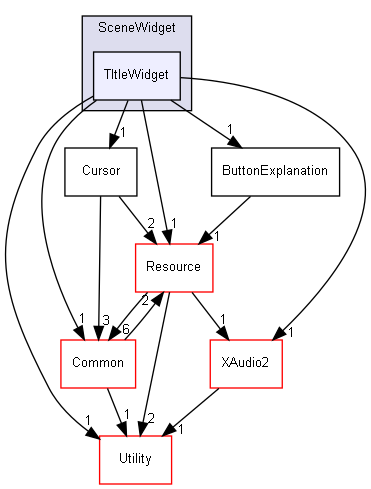 SceneWidget
TItleWidget
1
1
Cursor
ButtonExplanation
2
1
1
Resource
1
3
2
6
1
1
Common
XAudio2
1
1
2
1
Utility